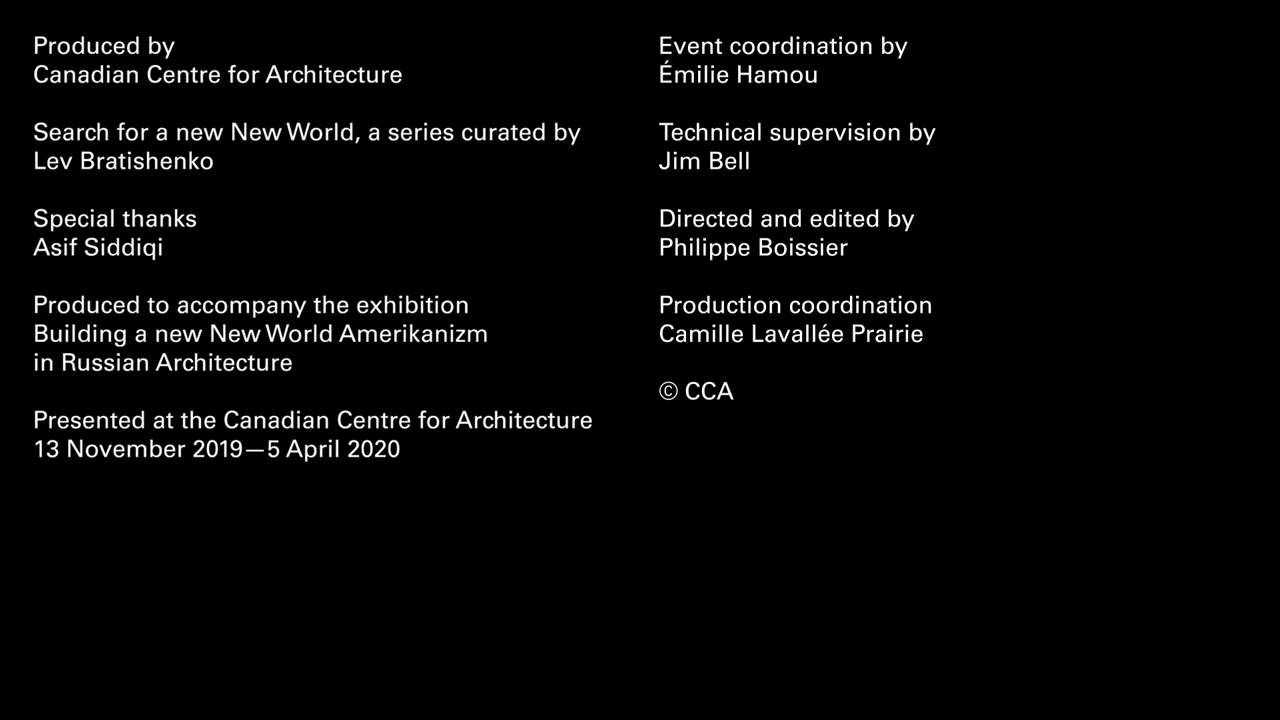 Produced by
Canadian Centre for Architecture
Search for a new New World, a series curated by
Lev Bratishenko
Special thanks
Asif Siddiqi
Produced to accompany the exhibition
Building a new New World Amerikanizm
in Russian Architecture
Presented at the Canadian Centre for Architecture
13 November 2019—5 April 2020
Event coordination by
Émilie Hamou
Technical supervision by
Jim Bell
Directed and edited by
Philippe Boissier
Production coordination
Camille Lavallée Prairie
© CCA